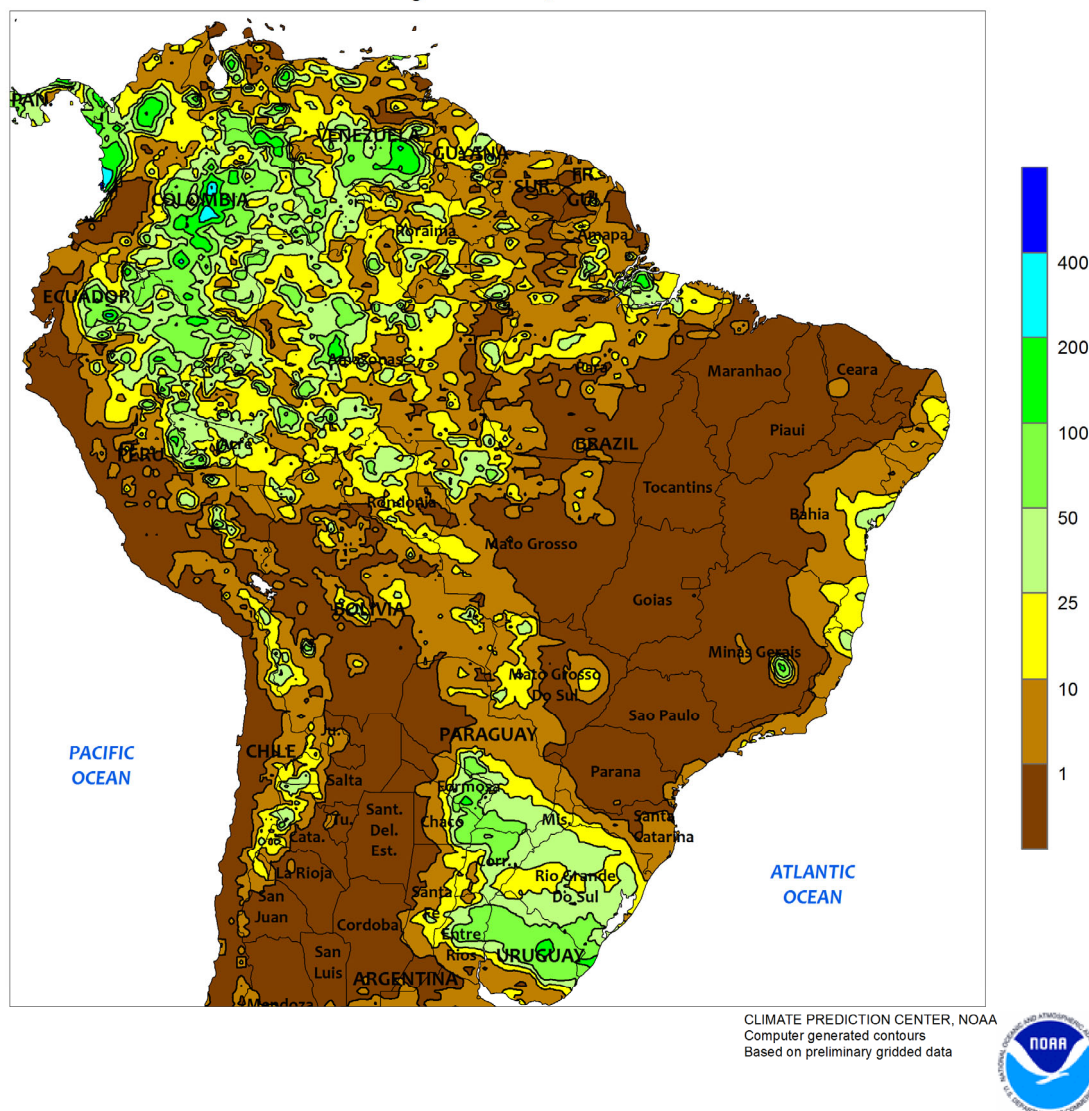 PAN.
VENEZUELA
GUYANA
FR.
SUR.
GUI.
COLOMBIA
Roraima
Amapa
ECUADOR
Amazonas
Para
Maranhao
Ceara
Piaui
PERU
Acre
BRAZIL
Tocantins
Bahia
Rondonia
Mato Grosso
Goias
BOLIVIA
Minas Gerais
Mato Grosso
Do Sul
Sao Paulo
PARAGUAY
Ju.
CHILE
Salta
Parana
Formosa
PACIFIC
OCEAN
Sant.
Del.
Est.
Tu.
Chaco
Mis.
Santa
Catarina
Cata.
Corr.
La Rioja
Rio Grande
Do Sul
San
Juan
Santa
Fe
Cordoba
Entre
Rios
URUGUAY
San
Luis
ARGENTINA
Mendoza
ATLANTIC
OCEAN
400
200
100
50
25
10
1
CLIMATE PREDICTION CENTER, NOAA
Computer generated contours
Based on preliminary gridded data
NOAA